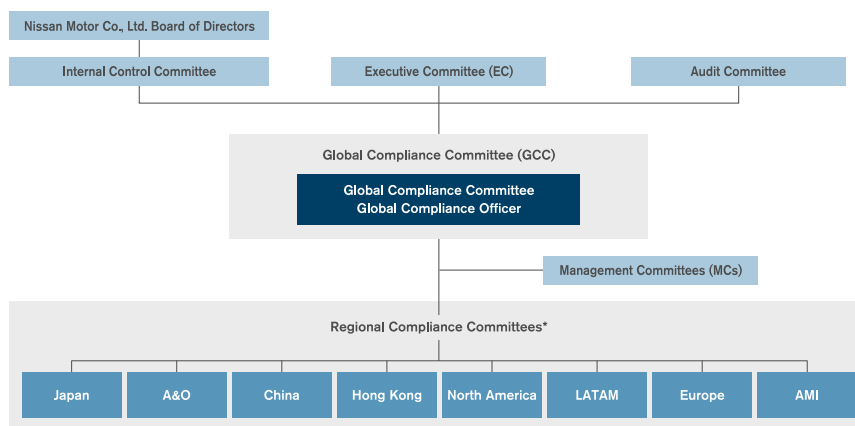 Nissan Motor Co., Ltd. Board of Directors
Internal Control Committee
Executive Committee (EC)
Audit Committee
Global Compliance Committee (GCC)
Global Compliance Committee
Global Compliance Officer
Management Committees (MCs)
Regional Compliance Committees*
Japan
A&O
China
Hong Kong
North America
LATAM
Europe
AMI